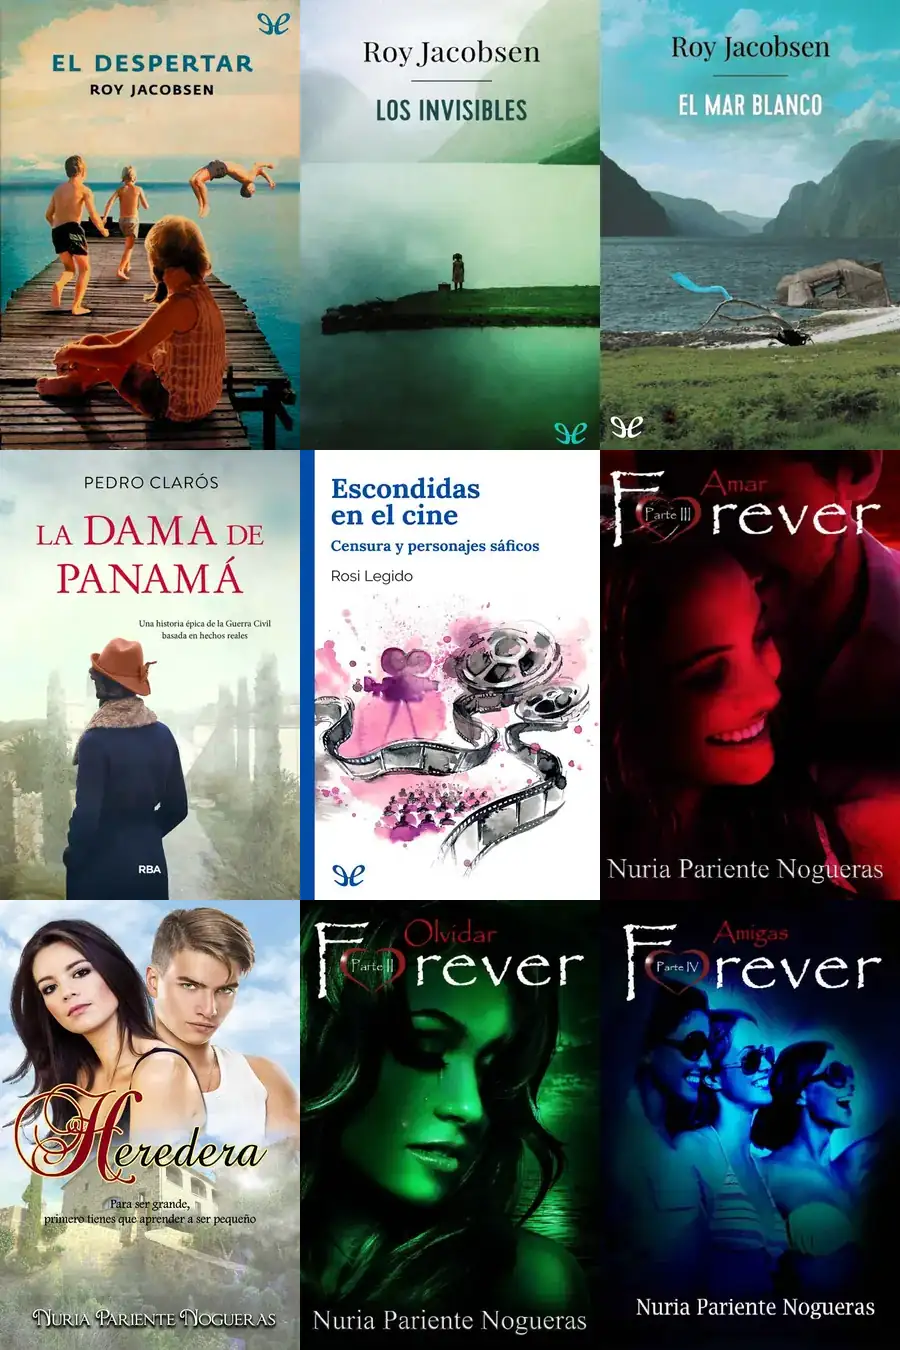 EL DESPERTAR
ROY JACOBSEN
Roy Jacobsen
LOS INVISIBLES
Roy Jacobsen
EL MAR BLANCO
PEDRO CLARÓS
LA DAMA DE
PANAMÁ
Una historia épica de la Guerra Civil
basada en hechos reales
RBA
Escondidas
en el cine
Censura y personajes sáficos
Rosi Legido
Amar
Forever
Parte III
Nuria Pariente Nogueras
La Heredera
Para ser grande,
primero tienes que aprender a ser pequeño
Nuria Pariente Nogueras
Olvidar
Forever
Parte II
Nuria Pariente Nogueras
Amigas
Forever
Parte IV
Nuria Pariente Nogueras